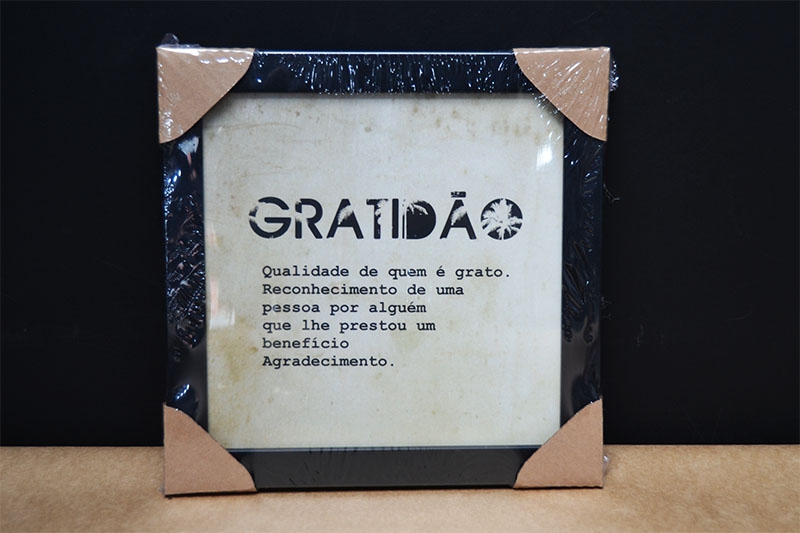 GRATIDÃO
Qualidade de quem é grato.
Reconhecimento de uma
pessoa por alguém
que lhe prestou um
benefício
Agradecimento.